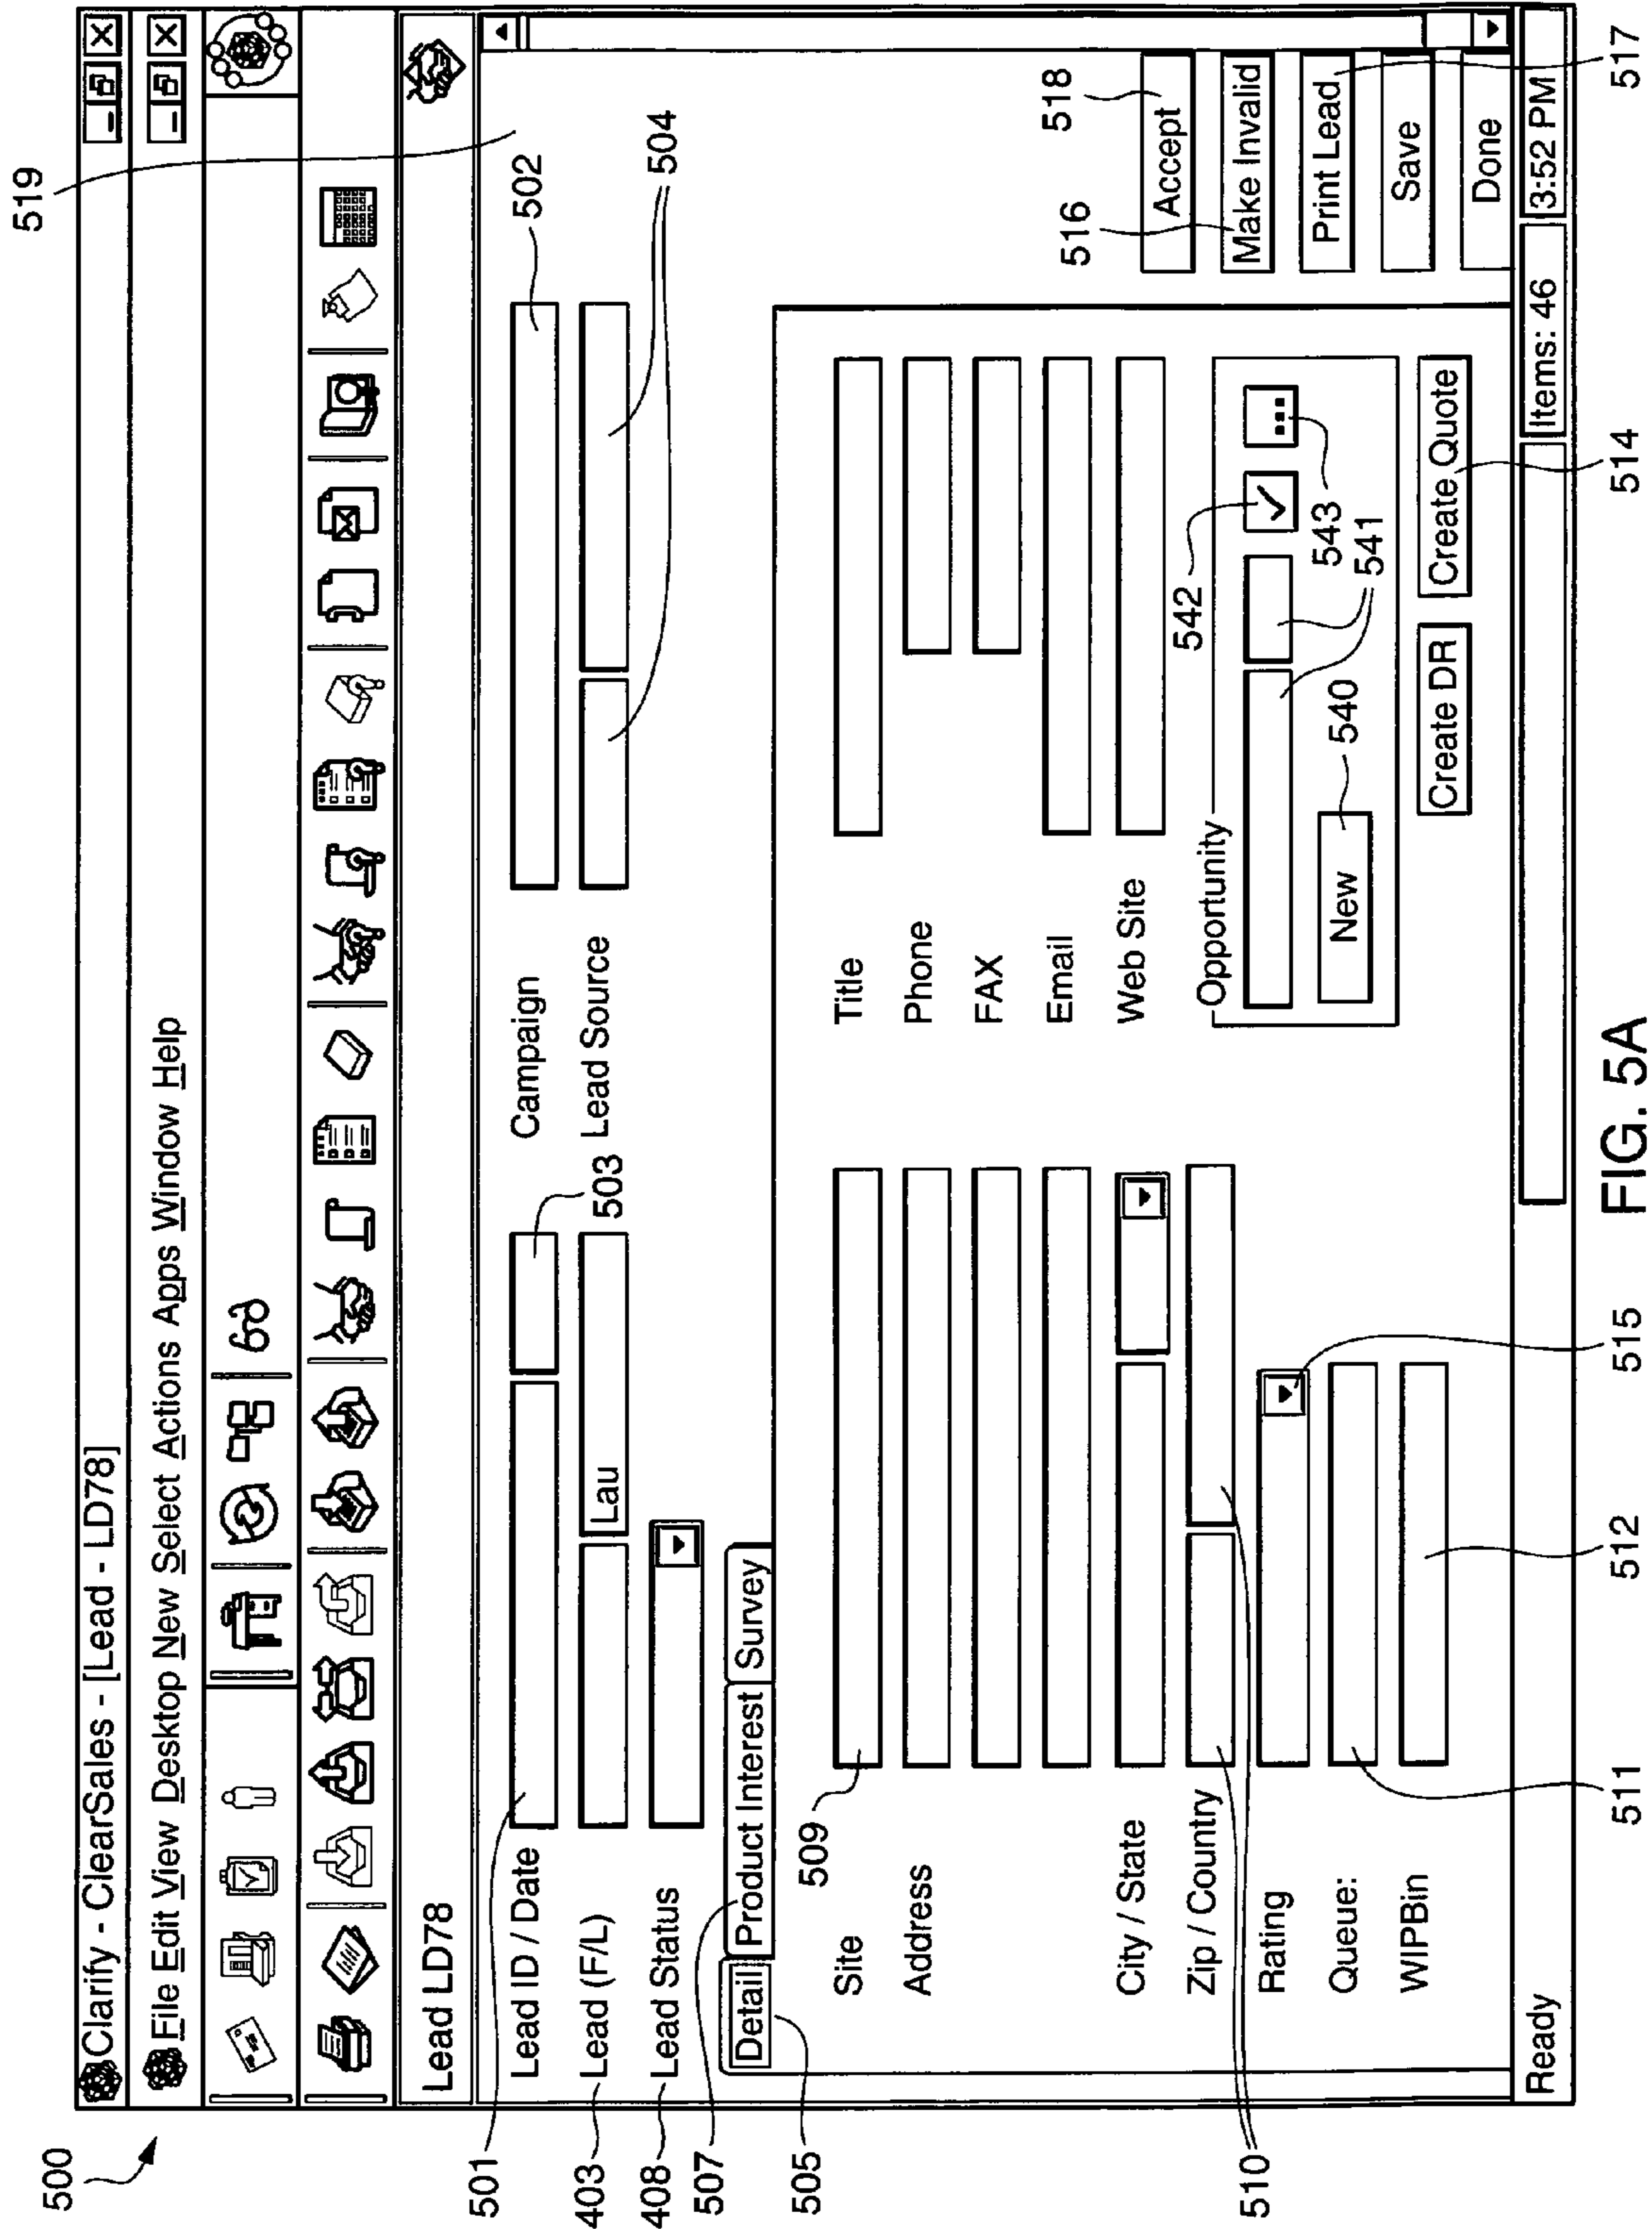 500
519
Clarify - ClearSales - [Lead - LD78]
File Edit View Desktop New Select Actions Apps Window Help
Lead LD78
501
Lead ID / Date
503
Campaign
502
403
Lead (F/L)
Lau
Lead Source
504
408
Lead Status
507
505
Detail
Product Interest
Survey
Site
509
Title
Address
Phone
FAX
Email
City / State
Web Site
Zip / Country
510
Opportunity
542
541
543
Rating
515
New
540
Queue:
511
WIPBin
512
Create DR
Create Quote
514
518
Accept
516
Make Invalid
Print Lead
517
Save
Done
Ready
Items: 46
3:52 PM
FIG. 5A